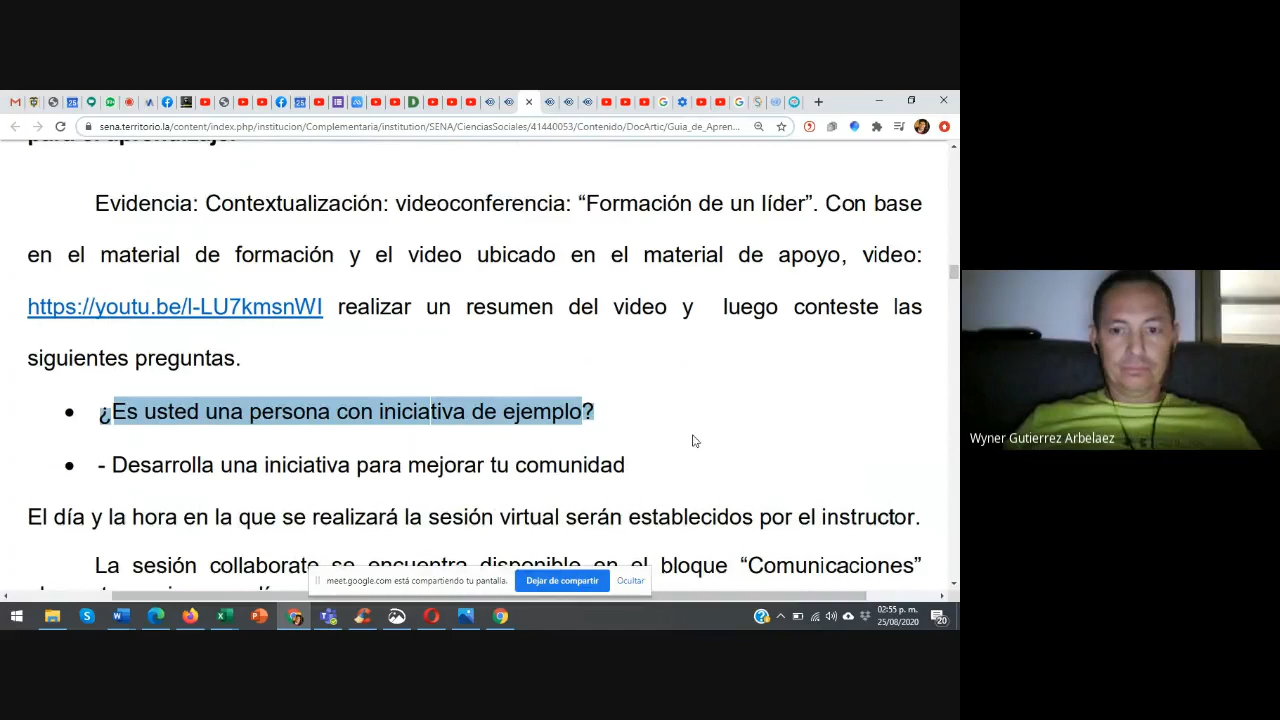 sena.territorio.la/content/index.php/institucion/Complementaria/institution/SENA/CienciasSociales/41440053/Contenido/DocArtic/Guia_de_Apren...
para el aprendizaje.
Evidencia: Contextualización: videoconferencia: “Formación de un líder”. Con base
en el material de formación y el video ubicado en el material de apoyo, video:
https://youtu.be/l-LU7kmsnWI realizar un resumen del video y luego conteste las
siguientes preguntas.
• ¿Es usted una persona con iniciativa de ejemplo?
• - Desarrolla una iniciativa para mejorar tu comunidad
Wyner Gutierrez Arbelaez
El día y la hora en la que se realizará la sesión virtual serán establecidos por el instructor.
La sesión collaborate se encuentra disponible en el bloque “Comunicaciones”
meet.google.com está compartiendo tu pantalla.
Dejar de compartir
Ocultar
02:55 p. m.
25/08/2020
20